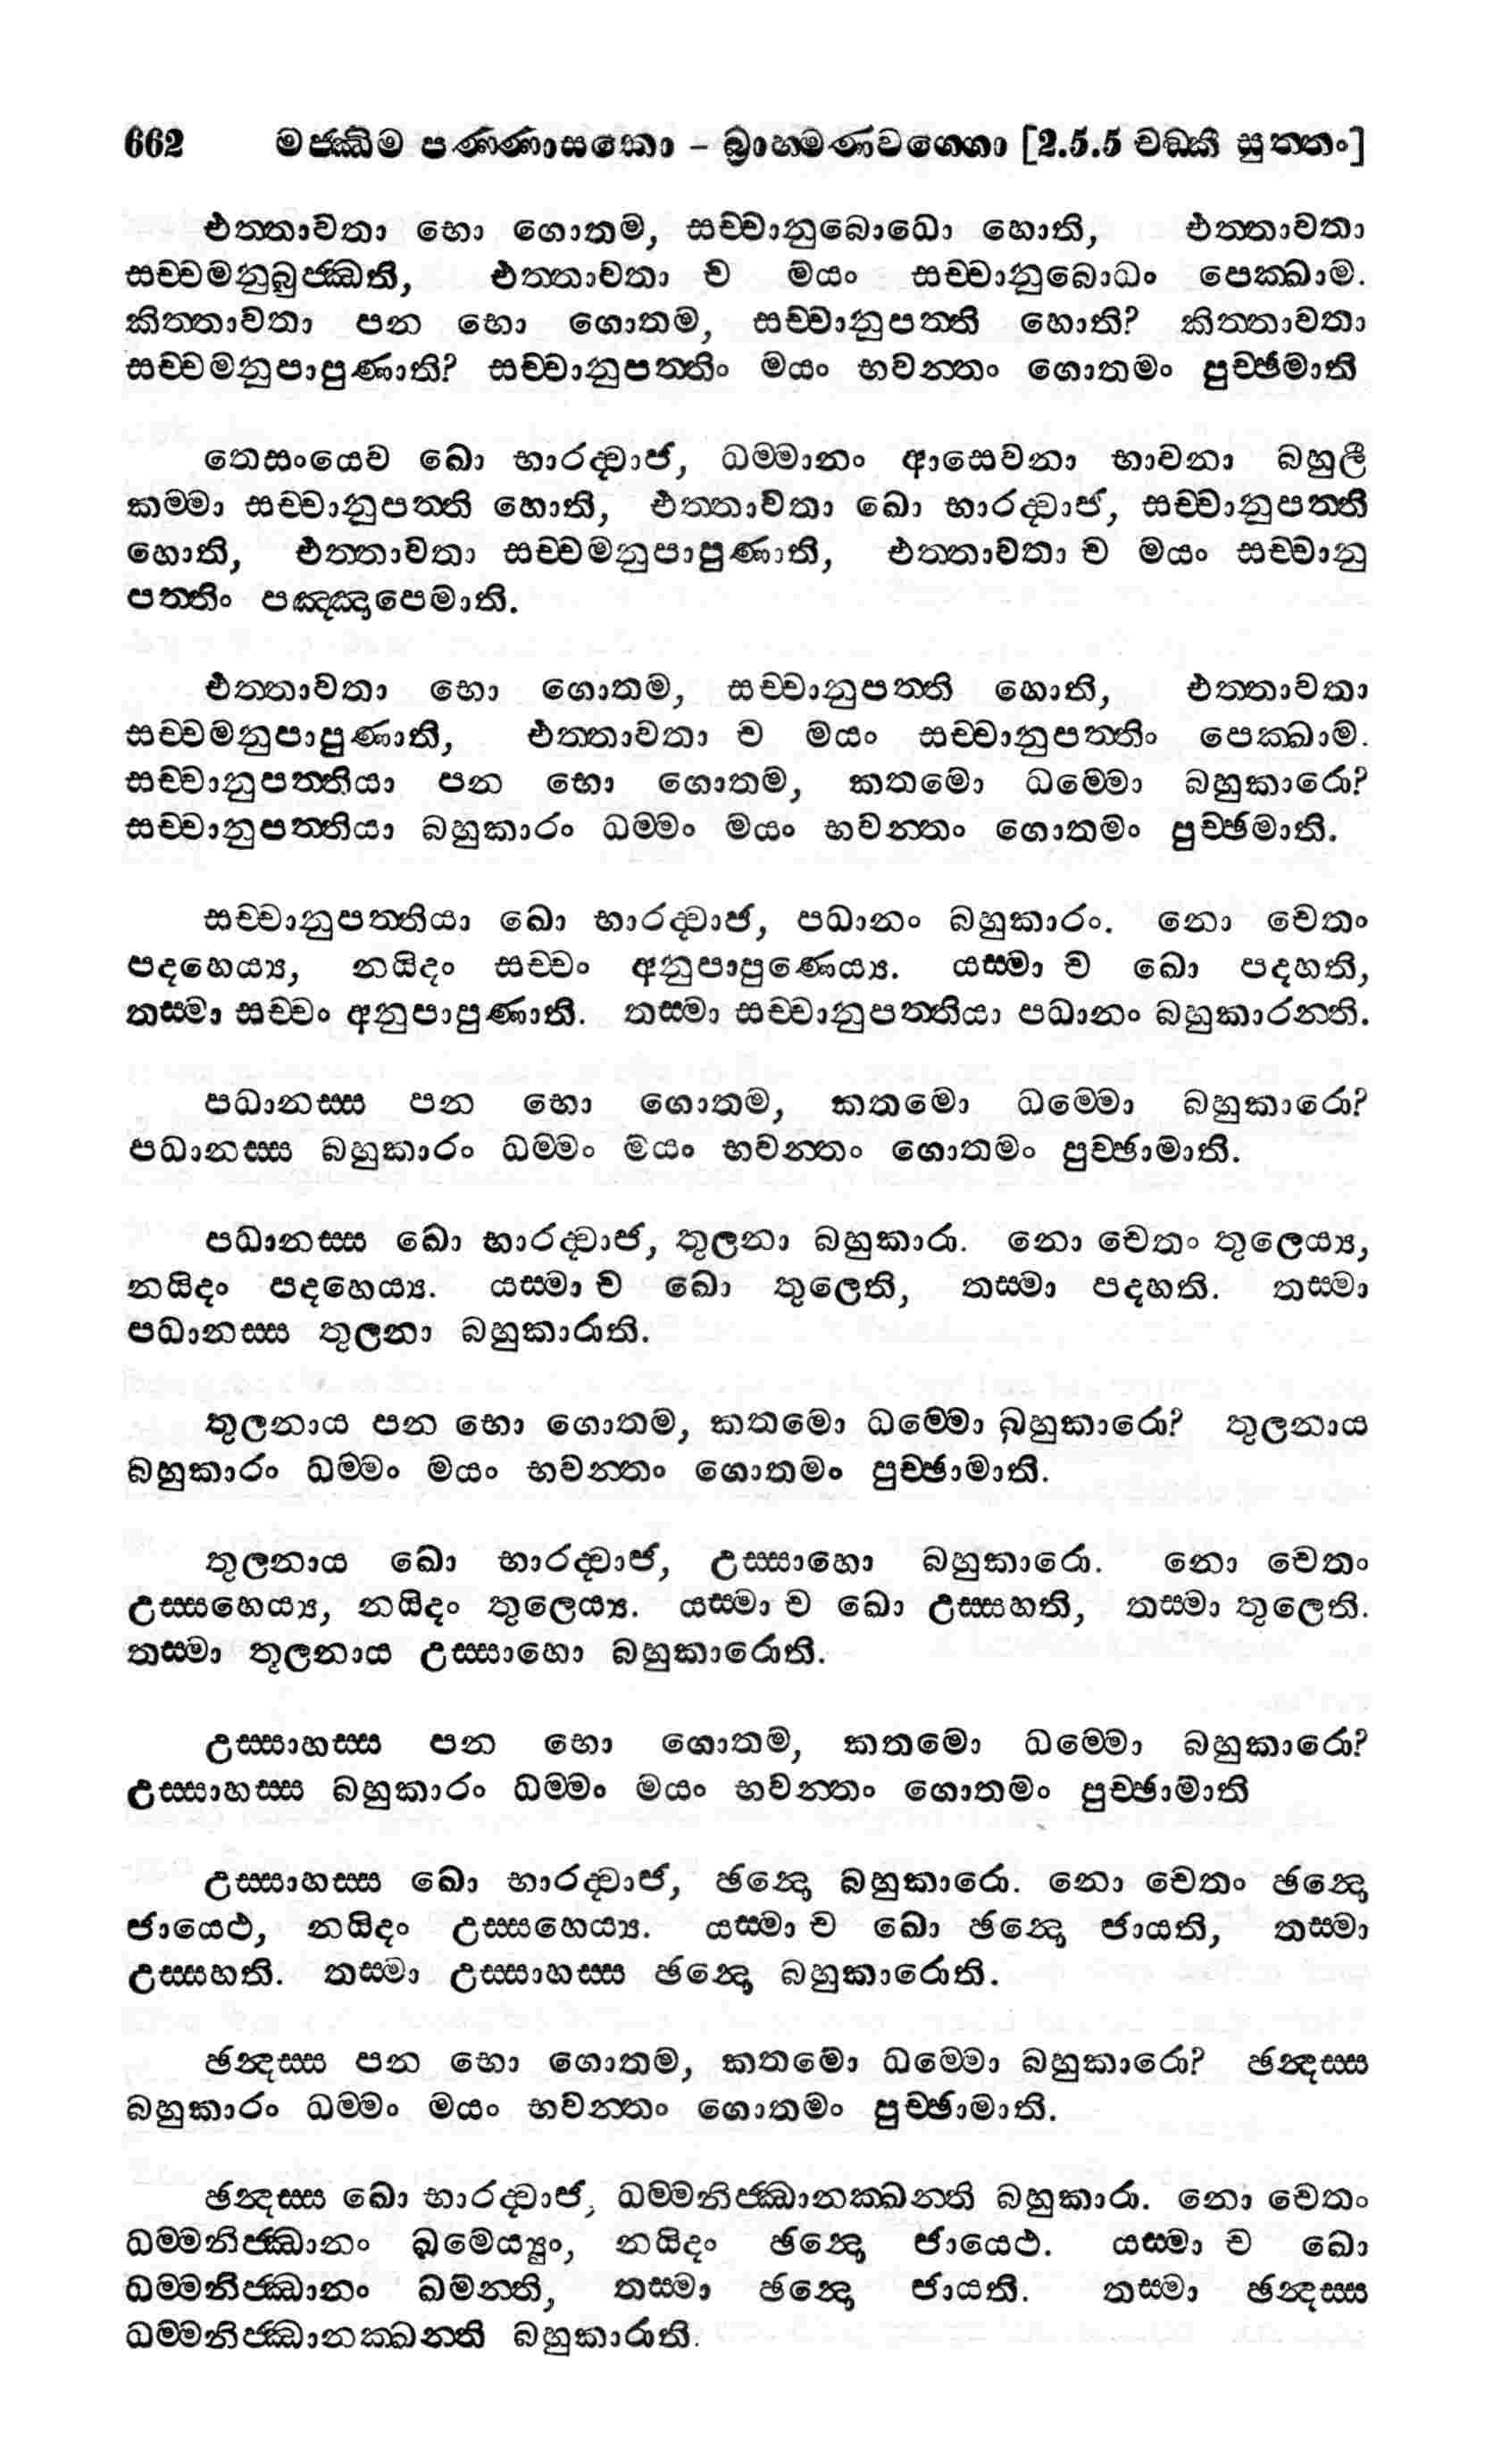 662 මජ්ඣිම පණ්ණාසකො - බ්‍රාහමණවගෙගා [2.5.5 චඞ්කී සුත්තං]
එත්තාවතා භො ගොතම, සච්චානුබොධො හොති, එත්තාවතා
සච්චමනුබුජ්ඣති, එත්තාවතා ච මයං සච්චානුබොධං පෙක්ඛාම.
කිත්තාවතා පන භො ගොතම, සච්චානුපත්ති හොති? කිත්තාවතා
සච්චමනුපාපුණාති? සච්චානුපත්තිං මයං භවන්තං ගොතමං පුච්ඡමාති
තෙසංයෙව ඛො භාරද්වාජ, ධම්මානං ආසෙවනා භාවනා බහුලී
කම්මා සච්චානුපත්ති හොති, එත්තාවතා ඛො භාරද්වාජ, සච්චානුපත්ති
හොති, එත්තාවතා සච්චමනුපාපුණාති, එත්තාවතා ච මයං සච්චානු
පත්තිං පඤ්ඤාපෙමාති.
එත්තාවතා භො ගොතම, සච්චානුපත්ති හොති, එත්තාවතා
සච්චමනුපාපුණාති, එත්තාවතා ච මයං සච්චානුපත්තිං පෙක්ඛාම.
සච්චානුපත්තියා පන භො ගොතම, කතමො ධම්මො බහුකාරො?
සච්චානුපත්තියා බහුකාරං ධම්මං මයං භවන්තං ගොතමං පුච්ඡමාති.
සච්චානුපත්තියා ඛො භාරද්වාජ, පධානං බහුකාරං. නො චෙතං
පදහෙය්‍ය, නයිදං සච්චං අනුපාපුණෙය්‍ය. යස්මා ච ඛො පදහති,
තස්මා සච්චං අනුපාපුණාති. තස්මා සච්චානුපත්තියා පධානං බහුකාරන්ති.
පධානස්ස පන භො ගොතම, කතමො ධම්මො බහුකාරො?
පධානස්ස බහුකාරං ධම්මං මයං භවන්තං ගොතමං පුච්ඡාමාති.
පධානස්ස ඛො භාරද්වාජ, තුලනා බහුකාරා. නො චෙතං තුලෙය්‍ය,
නයිදං පදහෙය්‍ය. යස්මා ච ඛො තුලෙති, තස්මා පදහති. තස්මා
පධානස්ස තුලනා බහුකාරාති.
තුලනාය පන භො ගොතම, කතමො ධම්මො බහුකාරො? තුලනාය
බහුකාරං ධම්මං මයං භවන්තං ගොතමං පුච්ඡාමාති.
තුලනාය ඛො භාරද්වාජ, උස්සාහො බහුකාරො. නො චෙතං
උස්සහෙය්‍ය, නයිදං තුලෙය්‍ය. යස්මා ච ඛො උස්සහති, තස්මා තුලෙති.
තස්මා තූලනාය උස්සාහො බහුකාරොති.
උස්සාහස්ස පන භො ගොතම, කතමො ධම්මො බහුකාරො?
උස්සාහස්ස බහුකාරං ධම්මං මයං භවන්තං ගොතමං පුච්ඡාමාති
උස්සාහස්ස ඛො භාරද්වාජ, ඡන්දො බහුකාරො. නො චෙතං ඡන්දො
ජායෙථ, නයිදං උස්සහෙය්‍ය. යස්මා ච ඛො ඡන්දො ජායති, තස්මා
උස්සහති. තස්මා උස්සාහස්ස ඡන්දො බහුකාරොති.
ඡන්දස්ස පන භො ගොතම, කතමො ධම්මො බහුකාරො? ඡන්දස්ස
බහුකාරං ධම්මං මයං භවන්තං ගොතමං පුච්ඡාමාති.
ඡන්දස්ස ඛො භාරද්වාජ, ධම්මනිජ්ඣානක්ඛන්ති බහුකාරා. නො චෙතං
ධම්මනිජ්ඣානං ඛමෙය්‍යුං, නයිදං ඡන්දො ජායෙථ. යස්මා ච ඛො
ධම්මනිජ්ඣානං ඛමන්ති, තස්මා ඡන්දො ජායති. තස්මා ඡන්දස්ස
ධම්මනිජ්ඣානක්ඛන්ති බහුකාරාති.